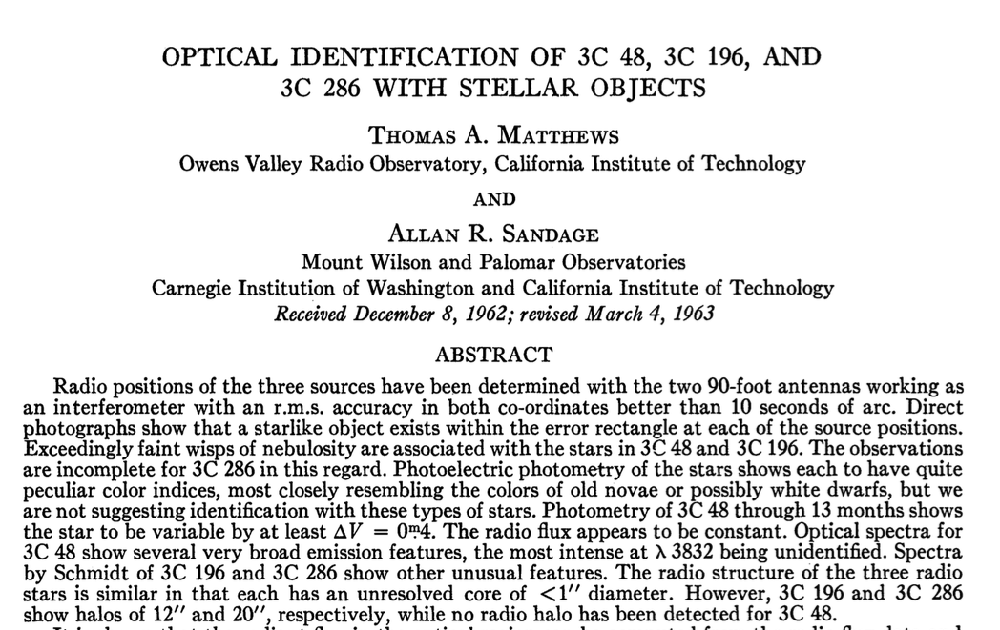 OPTICAL IDENTIFICATION OF 3C 48, 3C 196, AND
3C 286 WITH STELLAR OBJECTS
THOMAS A. MATTHEWS
Owens Valley Radio Observatory, California Institute of Technology
AND
ALLAN R. SANDAGE
Mount Wilson and Palomar Observatories
Carnegie Institution of Washington and California Institute of Technology
Received December 8, 1962; revised March 4, 1963
ABSTRACT
Radio positions of the three sources have been determined with the two 90-foot antennas working as
an interferometer with an r.m.s. accuracy in both co-ordinates better than 10 seconds of arc. Direct
photographs show that a starlike object exists within the error rectangle at each of the source positions.
Exceedingly faint wisps of nebulosity are associated with the stars in 3C 48 and 3C 196. The observations
are incomplete for 3C 286 in this regard. Photoelectric photometry of the stars shows each to have quite
peculiar color indices, most closely resembling the colors of old novae or possibly white dwarfs, but we
are not suggesting identification with these types of stars. Photometry of 3C 48 through 13 months shows
the star to be variable by at least ΔV = 0ᵐ.4. The radio flux appears to be constant. Optical spectra for
3C 48 show several very broad emission features, the most intense at λ 3832 being unidentified. Spectra
by Schmidt of 3C 196 and 3C 286 show other unusual features. The radio structure of the three radio
stars is similar in that each has an unresolved core of <1″ diameter. However, 3C 196 and 3C 286
show halos of 12″ and 20″, respectively, while no radio halo has been detected for 3C 48.